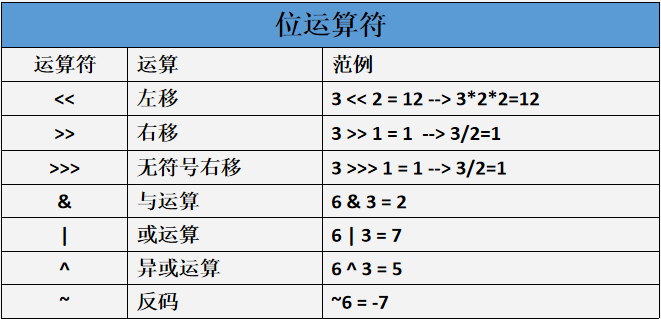 位运算符
运算符 运算 范例
<< 左移 3 << 2 = 12 --> 3*2*2=12
>> 右移 3 >> 1 = 1 --> 3/2=1
>>> 无符号右移 3 >>> 1 = 1 --> 3/2=1
& 与运算 6 & 3 = 2
| 或运算 6 | 3 = 7
^ 异或运算 6 ^ 3 = 5
~ 反码 ~6 = -7